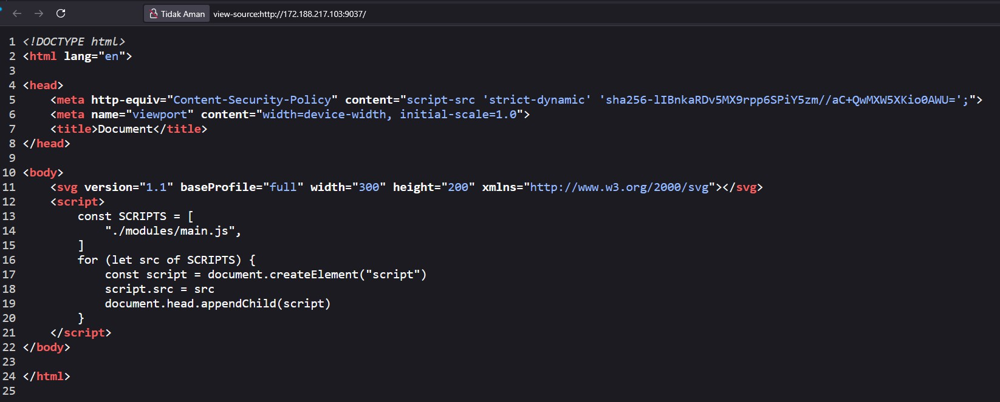 Tidak Aman view-source:http://172.188.217.103:9037/
1 <!DOCTYPE html>
2 <html lang="en">
3
4 <head>
5     <meta http-equiv="Content-Security-Policy" content="script-src 'strict-dynamic' 'sha256-lIBnkaRDv5MX9rpp6SPiY5zm//aC+QwMXW5XKio0AWU=';">
6     <meta name="viewport" content="width=device-width, initial-scale=1.0">
7     <title>Document</title>
8 </head>
9
10 <body>
11     <svg version="1.1" baseProfile="full" width="300" height="200" xmlns="http://www.w3.org/2000/svg"></svg>
12     <script>
13         const SCRIPTS = [
14             "./modules/main.js",
15         ]
16         for (let src of SCRIPTS) {
17             const script = document.createElement("script")
18             script.src = src
19             document.head.appendChild(script)
20         }
21     </script>
22 </body>
23
24 </html>
25